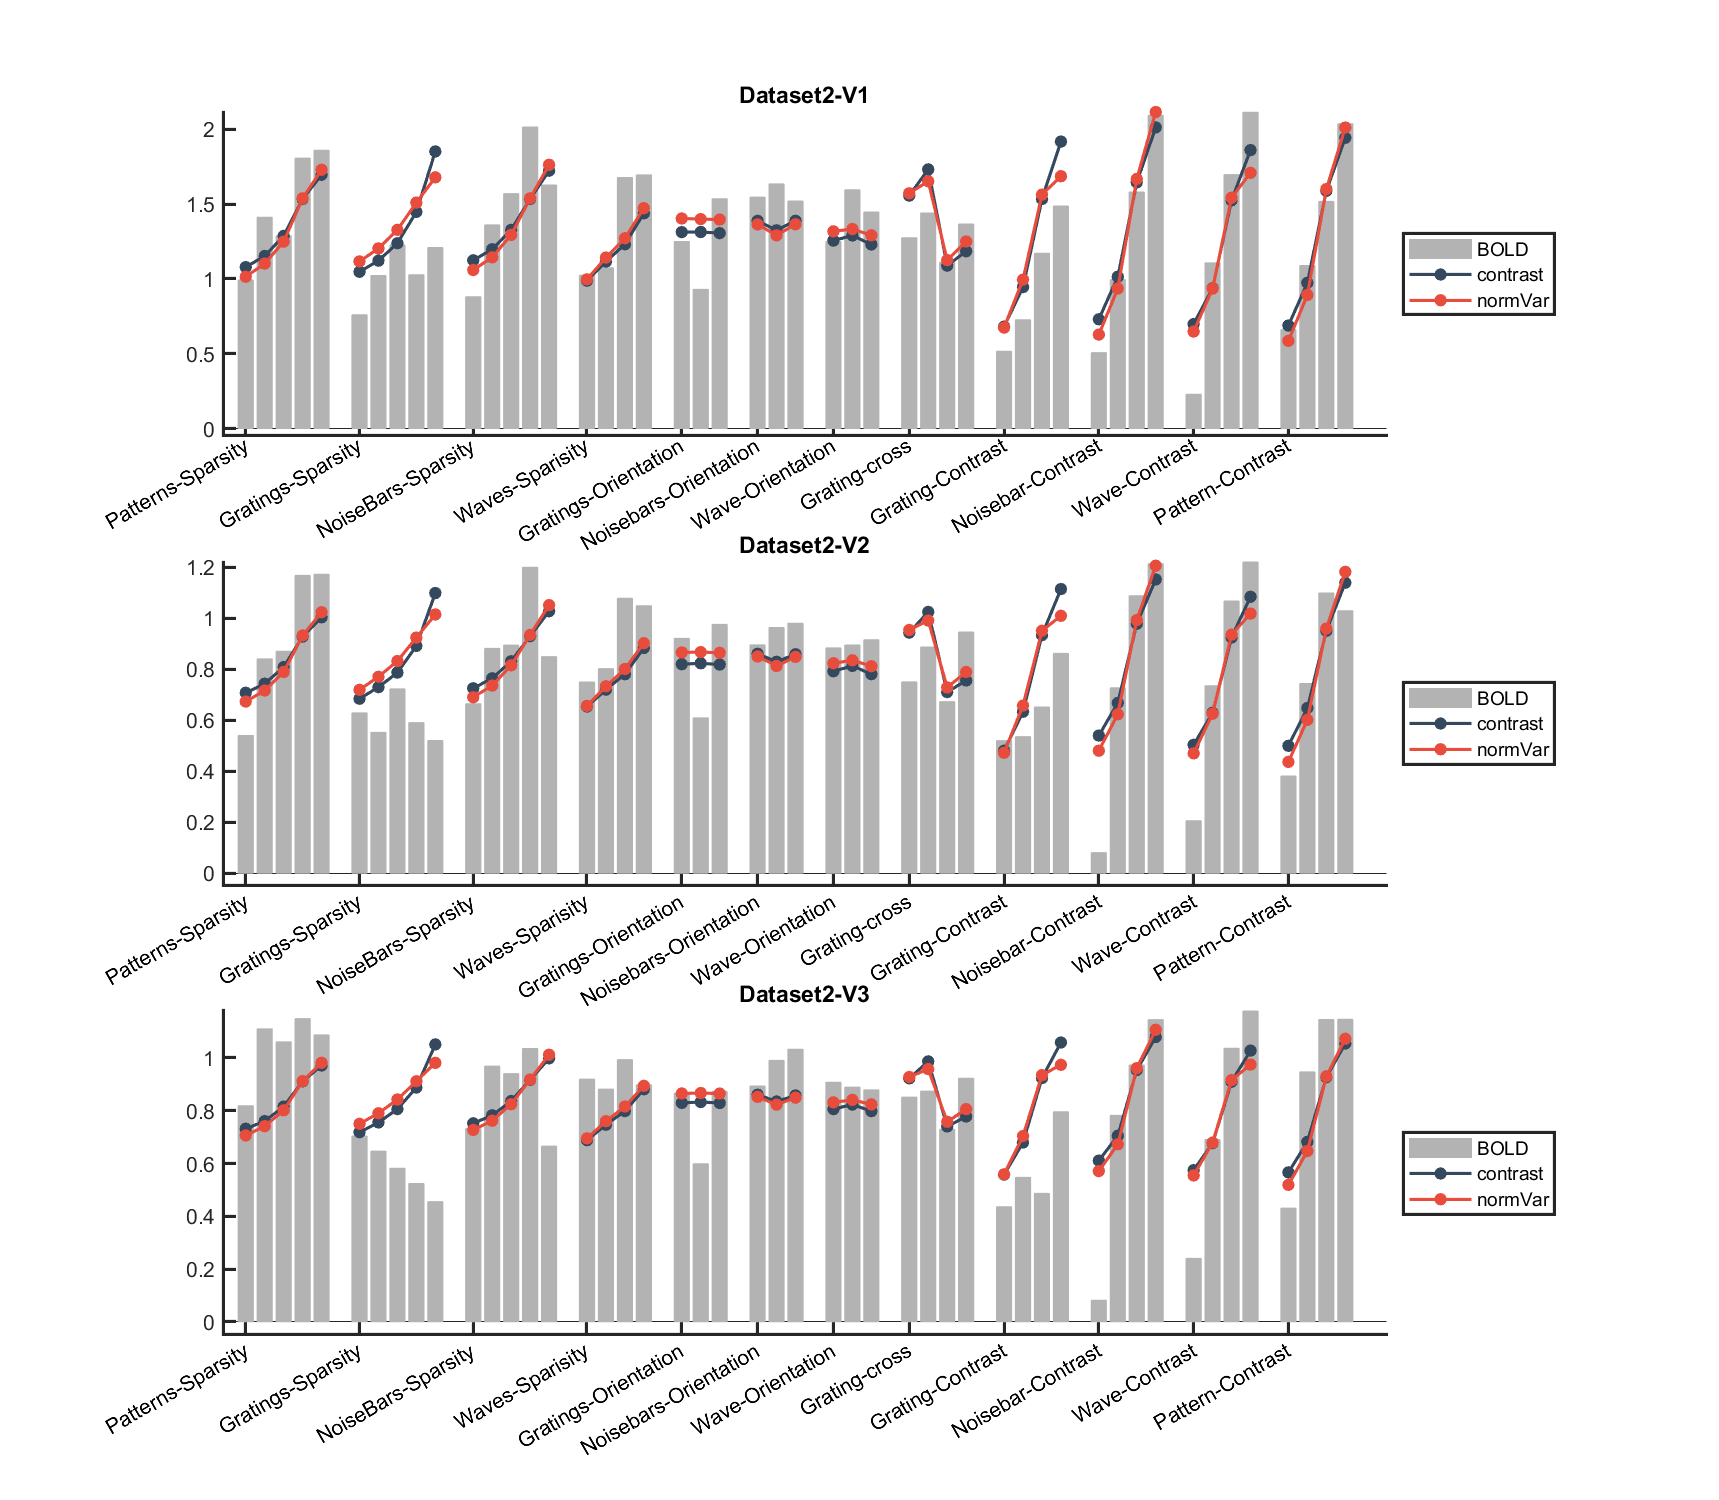 Dataset2-V1
2
1.5
1
0.5
0
Patterns-Sparsity
Gratings-Sparsity
NoiseBars-Sparsity
Waves-Sparisity
Gratings-Orientation
Noisebars-Orientation
Wave-Orientation
Grating-cross
Grating-Contrast
Noisebar-Contrast
Wave-Contrast
Pattern-Contrast
BOLD
contrast
normVar
Dataset2-V2
1.2
1
0.8
0.6
0.4
0.2
0
Patterns-Sparsity
Gratings-Sparsity
NoiseBars-Sparsity
Waves-Sparisity
Gratings-Orientation
Noisebars-Orientation
Wave-Orientation
Grating-cross
Grating-Contrast
Noisebar-Contrast
Wave-Contrast
Pattern-Contrast
BOLD
contrast
normVar
Dataset2-V3
1
0.8
0.6
0.4
0.2
0
Patterns-Sparsity
Gratings-Sparsity
NoiseBars-Sparsity
Waves-Sparisity
Gratings-Orientation
Noisebars-Orientation
Wave-Orientation
Grating-cross
Grating-Contrast
Noisebar-Contrast
Wave-Contrast
Pattern-Contrast
BOLD
contrast
normVar